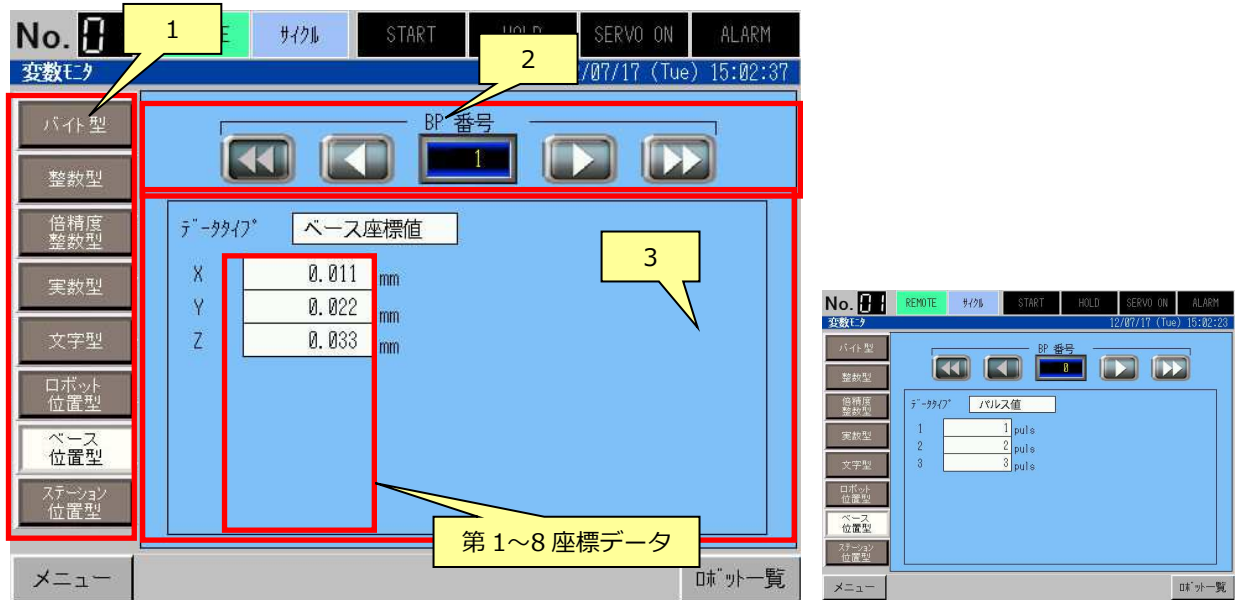 No. 0
サイクル
START
SERVO ON
ALARM
変数ﾓﾆﾀ
/07/17 (Tue) 15:02:37
1
2
3
バイト型
整数型
倍精度
整数型
実数型
文字型
ロボット
位置型
ベース
位置型
ステーション
位置型
BP 番号
1
ﾃﾞｰﾀﾀｲﾌﾟ ベース座標値
X 0.011 mm
Y 0.022 mm
Z 0.033 mm
第 1～8 座標データ
メニュー
ﾛﾎﾞｯﾄ一覧
No. 01
REMOTE
サイクル
START
HOLD
SERVO ON
ALARM
変数ﾓﾆﾀ
12/07/17 (Tue) 15:02:23
バイト型
整数型
倍精度
整数型
実数型
文字型
ロボット
位置型
ベース
位置型
ステーション
位置型
BP 番号
0
ﾃﾞｰﾀﾀｲﾌﾟ パルス値
1 1 puls
2 2 puls
3 3 puls
メニュー
ﾛﾎﾞｯﾄ一覧